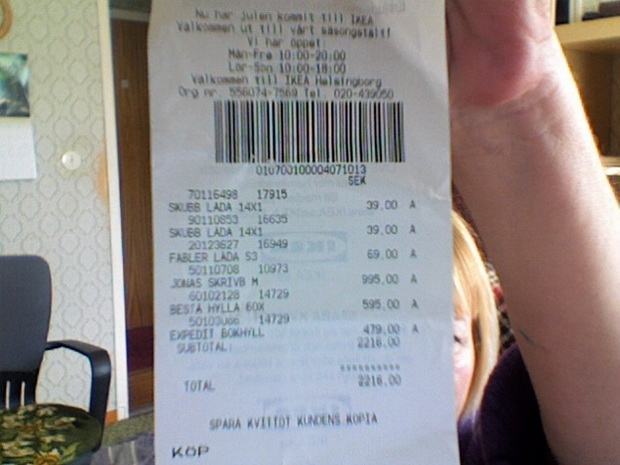 Nu har julen kommit till IKEA
Välkommen ut till vårt säsongstält!
Vi har öppet:
Mån-Fre 10:00-20:00
Lör-Sön 10:00-18:00
Välkommen till IKEA Helsingborg
Org nr. 556074-7569 Tel. 020-439050
010700100004071013
SEK
70116498 17915
SKUBB LÅDA 14X1 39,00 A
90110853 16635
SKUBB LÅDA 14X1 39,00 A
20123627 16949
FABLER LÅDA S3 69,00 A
50110708 10973
JONAS SKRIVB M 995,00 A
60102128 14729
BESTÅ HYLLA 60X 595,00 A
14729
EXPEDIT BOKHYLL 479,00 A
SUBTOTAL: 2216.00
**********
TOTAL 2216.00
SPARA KVITTOT KUNDENS KOPIA
KÖP